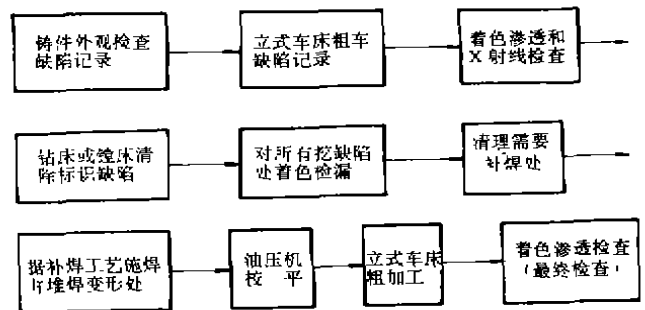 铸件外观检查
缺陷记录
立式车床粗车
缺陷记录
着色渗透和
X射线检查
钻床或镗床清
除标识缺陷
对所有挖缺陷
处着色检漏
清理需要
补焊处
据补焊工艺施焊
堆焊变形处
油压机
校 平
立式车床
粗加工
着色渗透检查
(最终检查)